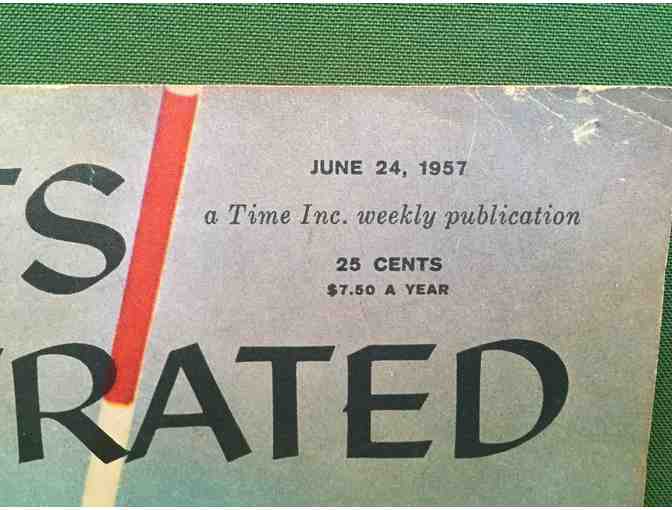 TS
JUNE 24, 1957
a Time Inc. weekly publication
25 CENTS
$7.50 A YEAR
RATED